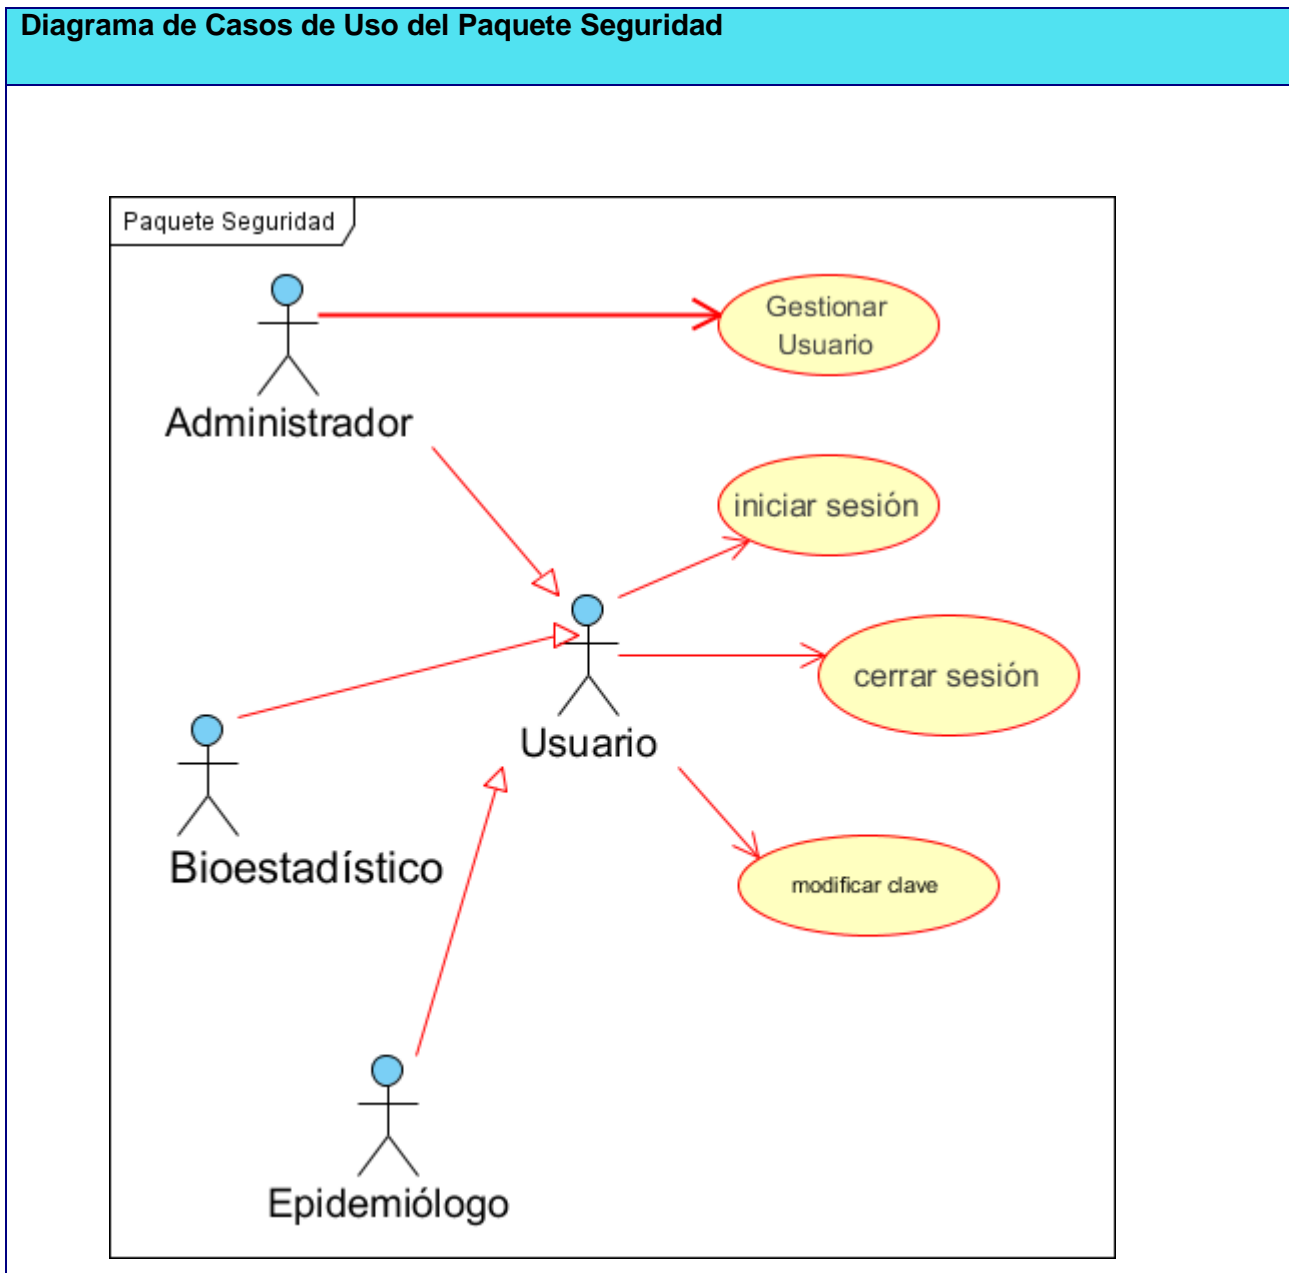 Diagrama de Casos de Uso del Paquete Seguridad
Paquete Seguridad
Gestionar
Usuario
Administrador
iniciar sesión
cerrar sesión
Usuario
Bioestadístico
modificar clave
Epidemiólogo